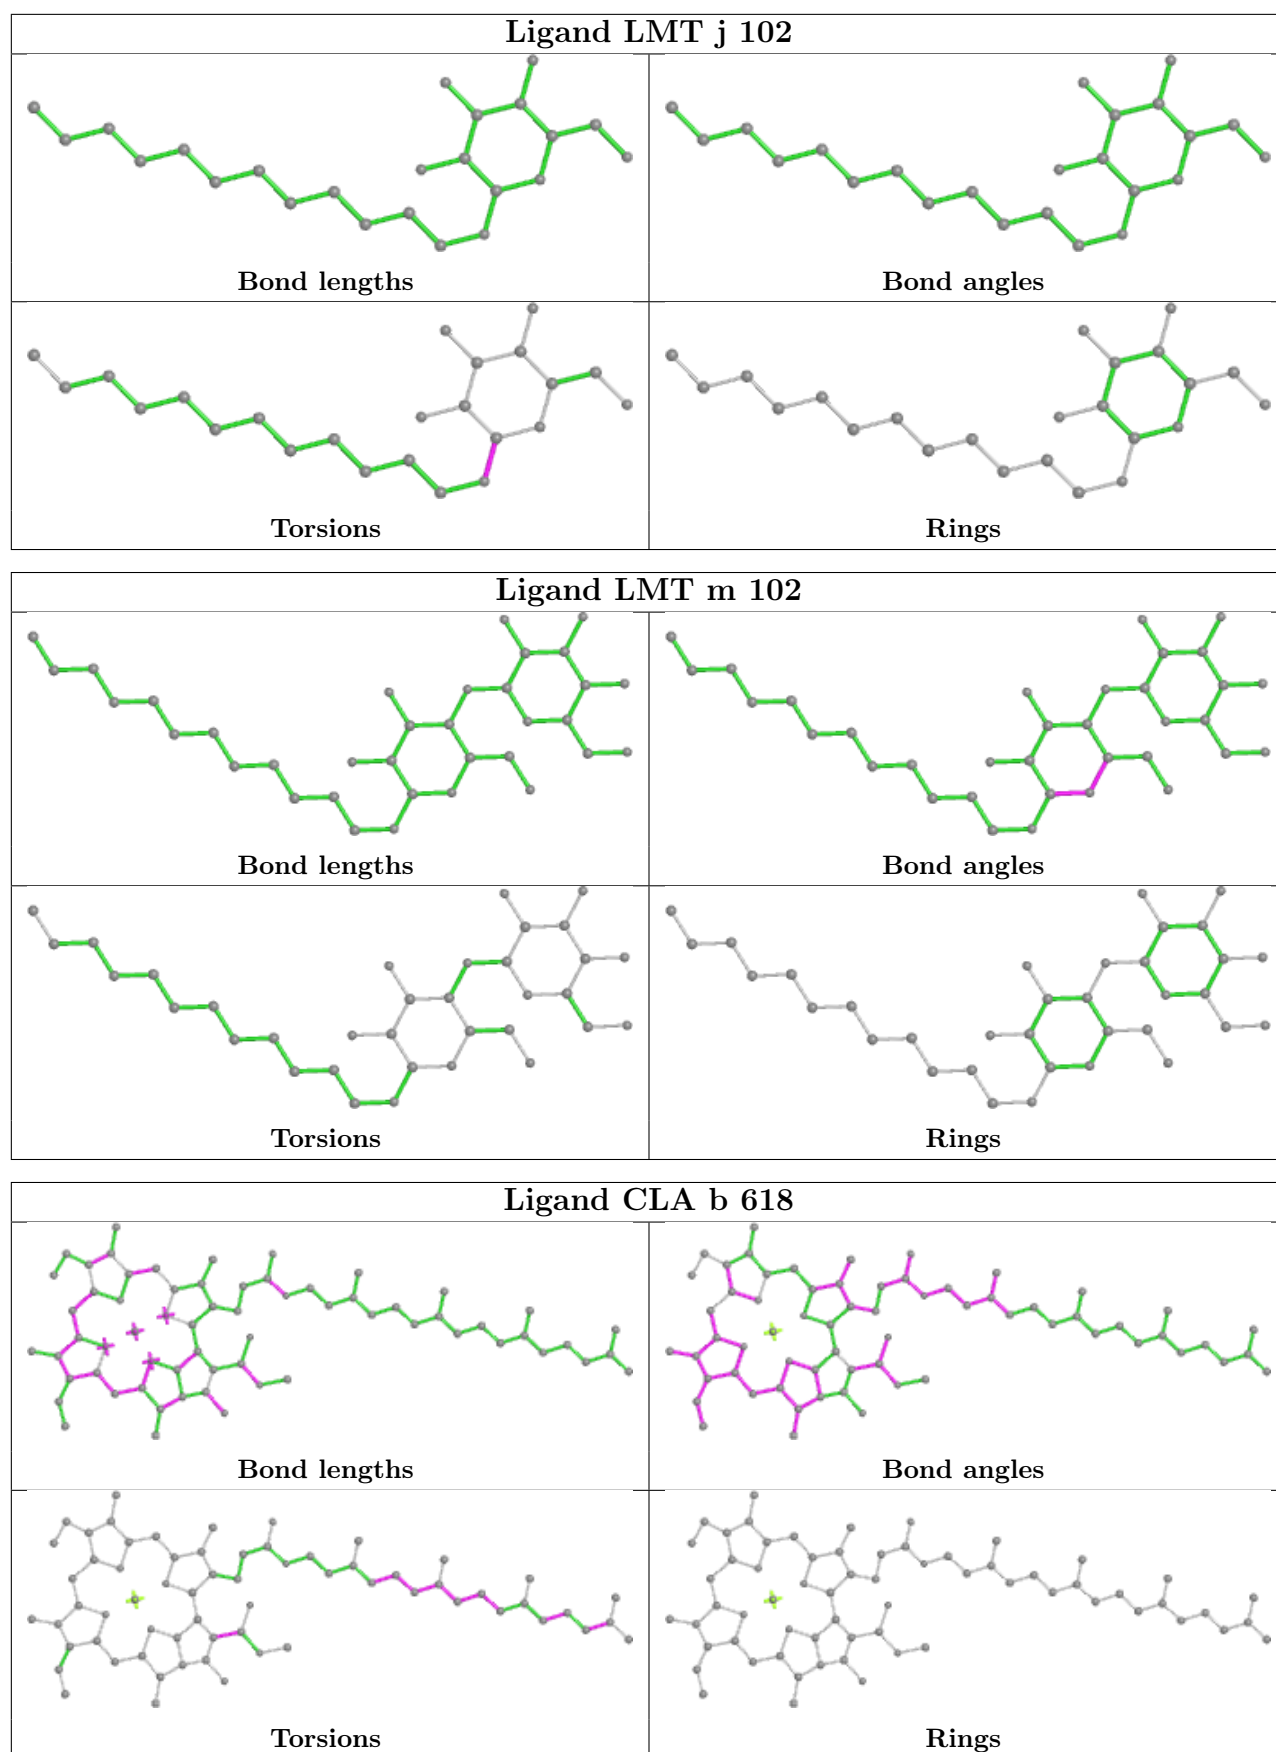 Ligand LMT j 102
Bond lengths
Bond angles
Torsions
Rings
Ligand LMT m 102
Bond lengths
Bond angles
Torsions
Rings
Ligand CLA b 618
Bond lengths
Bond angles
Torsions
Rings